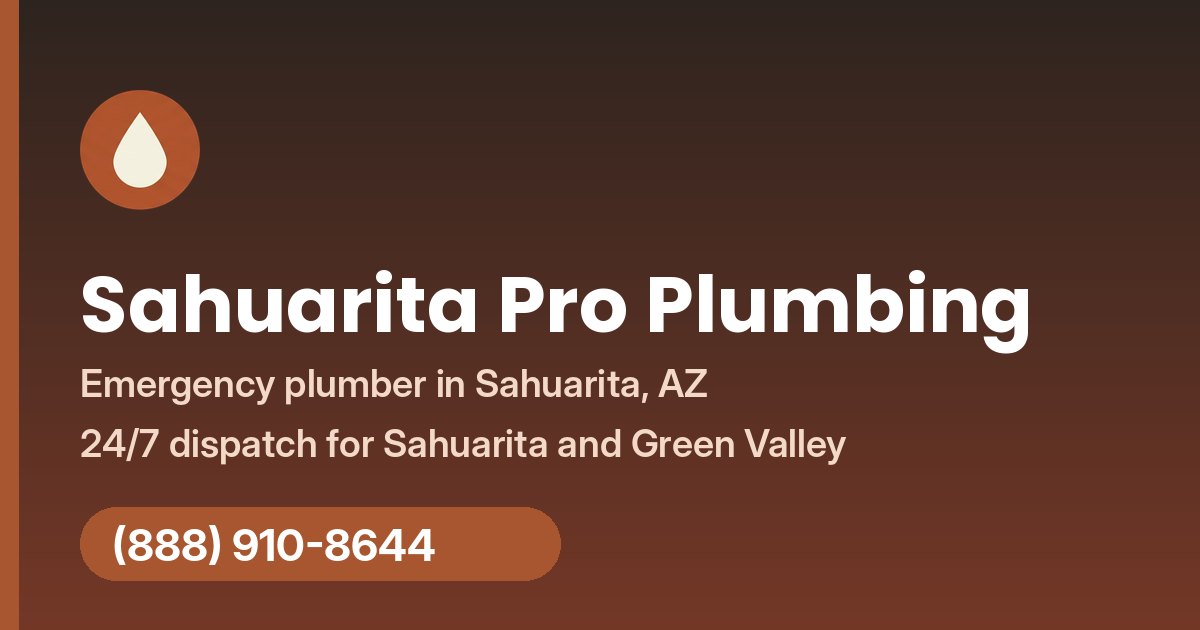 Sahuarita Pro Plumbing
Emergency plumber in Sahuarita, AZ
24/7 dispatch for Sahuarita and Green Valley
(888) 910-8644